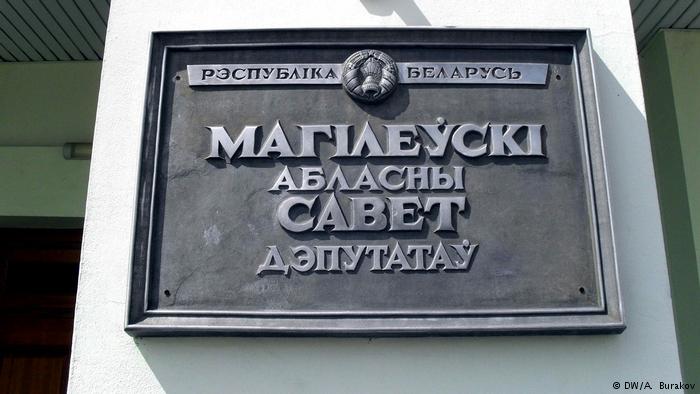 РЭСПУБЛІКА БЕЛАРУСЬ
МАГІЛЕЎСКІ
АБЛАСНЫ
САВЕТ
ДЭПУТАТАЎ
© DW/A. Burakov